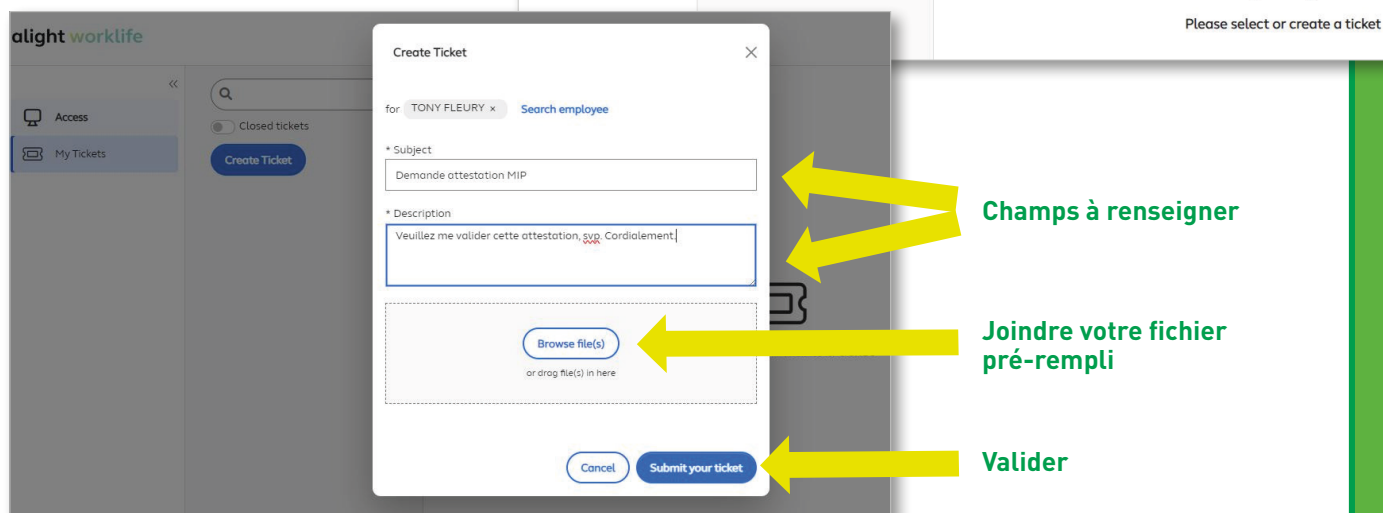 Please select or create a ticket
alight worklife
Access
My Tickets
Closed tickets
Create Ticket
Create Ticket
for TONY FLEURY × Search employee
* Subject
Demande attestation MIP
* Description
Veuillez me valider cette attestation, svp. Cordialement.
Browse file(s)
or drag file(s) in here
Cancel Submit your ticket
Champs à renseigner
Joindre votre fichier
pré-rempli
Valider